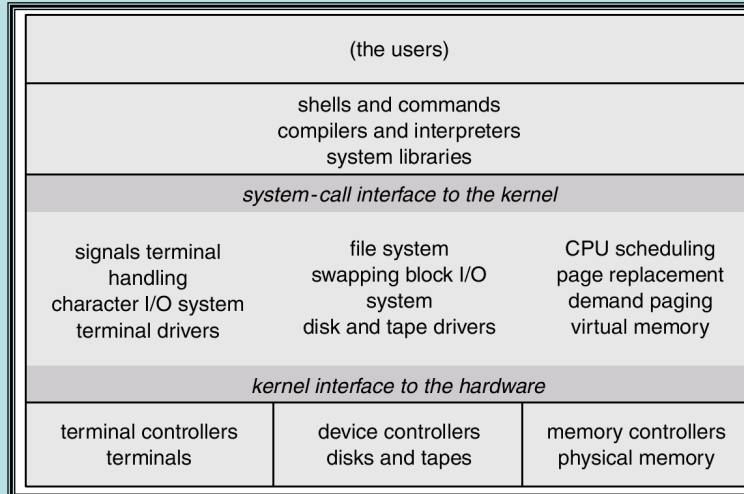 (the users)
shells and commands
compilers and interpreters
system libraries
system-call interface to the kernel
signals terminal
handling
character I/O system
terminal drivers
file system
swapping block I/O
system
disk and tape drivers
CPU scheduling
page replacement
demand paging
virtual memory
kernel interface to the hardware
terminal controllers
terminals
device controllers
disks and tapes
memory controllers
physical memory